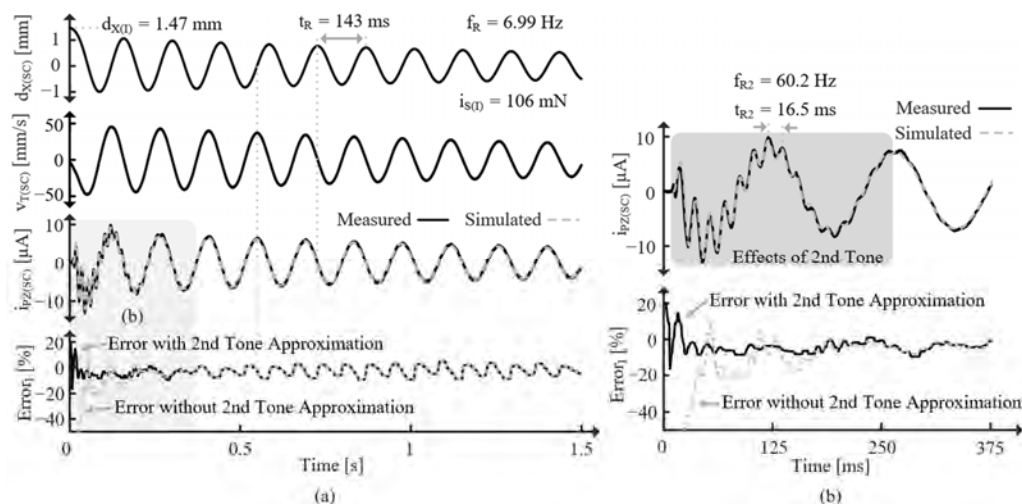 d_X(I) = 1.47 mm
t_R = 143 ms
f_R = 6.99 Hz
d_X(SC) [mm]
1
0
1
i_S(I) = 106 mN
v_T(SC) [mm/s]
50
0
−50
Measured
Simulated
i_PZ(SC) [µA]
10
0
−10
(b)
Error_I [%]
20
0
−20
−40
Error with 2nd Tone Approximation
Error without 2nd Tone Approximation
0
0.5
1
1.5
Time [s]
(a)
f_R2 = 60.2 Hz
t_R2 = 16.5 ms
Measured
Simulated
i_PZ(SC) [µA]
10
0
−10
Effects of 2nd Tone
Error_I [%]
20
0
−20
−40
Error with 2nd Tone Approximation
Error without 2nd Tone Approximation
0
125
250
375
Time [ms]
(b)